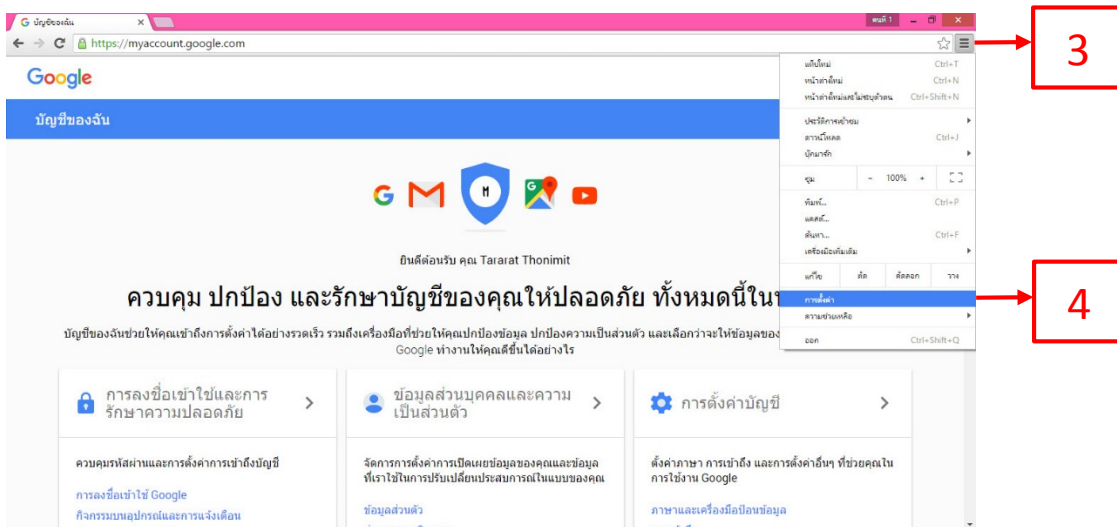 บัญชีของฉัน
คนที่ 1
https://myaccount.google.com
3
Google
บัญชีของฉัน
แท็บใหม่ Ctrl+T
หน้าต่างใหม่ Ctrl+N
หน้าต่างใหม่และไม่ระบุตัวตน Ctrl+Shift+N
ประวัติการเข้าชม
ดาวน์โหลด Ctrl+J
บุ๊กมาร์ก
ซูม - 100% +
พิมพ์... Ctrl+P
แคสต์...
ค้นหา... Ctrl+F
เครื่องมือเพิ่มเติม
แก้ไข ตัด คัดลอก วาง
การตั้งค่า
4
ความช่วยเหลือ
ออก Ctrl+Shift+Q
ยินดีต้อนรับ คุณ Tararat Thonimit
ควบคุม ปกป้อง และรักษาบัญชีของคุณให้ปลอดภัย ทั้งหมดนี้ใน
บัญชีของฉันช่วยให้คุณเข้าถึงการตั้งค่าได้อย่างรวดเร็ว รวมถึงเครื่องมือที่ช่วยให้คุณปกป้องข้อมูล ปกป้องความเป็นส่วนตัว และเลือกว่าจะให้ข้อมูลของ
Google ทำงานให้คุณดีขึ้นได้อย่างไร
การลงชื่อเข้าใช้และการ
รักษาความปลอดภัย
ควบคุมรหัสผ่านและการตั้งค่าการเข้าถึงบัญชี
การลงชื่อเข้าใช้ Google
กิจกรรมบนอุปกรณ์และการแจ้งเตือน
ข้อมูลส่วนบุคคลและความ
เป็นส่วนตัว
จัดการการตั้งค่าการเปิดเผยข้อมูลของคุณและข้อมูล
ที่เราใช้ในการปรับเปลี่ยนประสบการณ์ในแบบของคุณ
ข้อมูลส่วนตัว
การตั้งค่าบัญชี
ตั้งค่าภาษา การเข้าถึง และการตั้งค่าอื่นๆ ที่ช่วยคุณใน
การใช้งาน Google
ภาษาและเครื่องมือป้อนข้อมูล